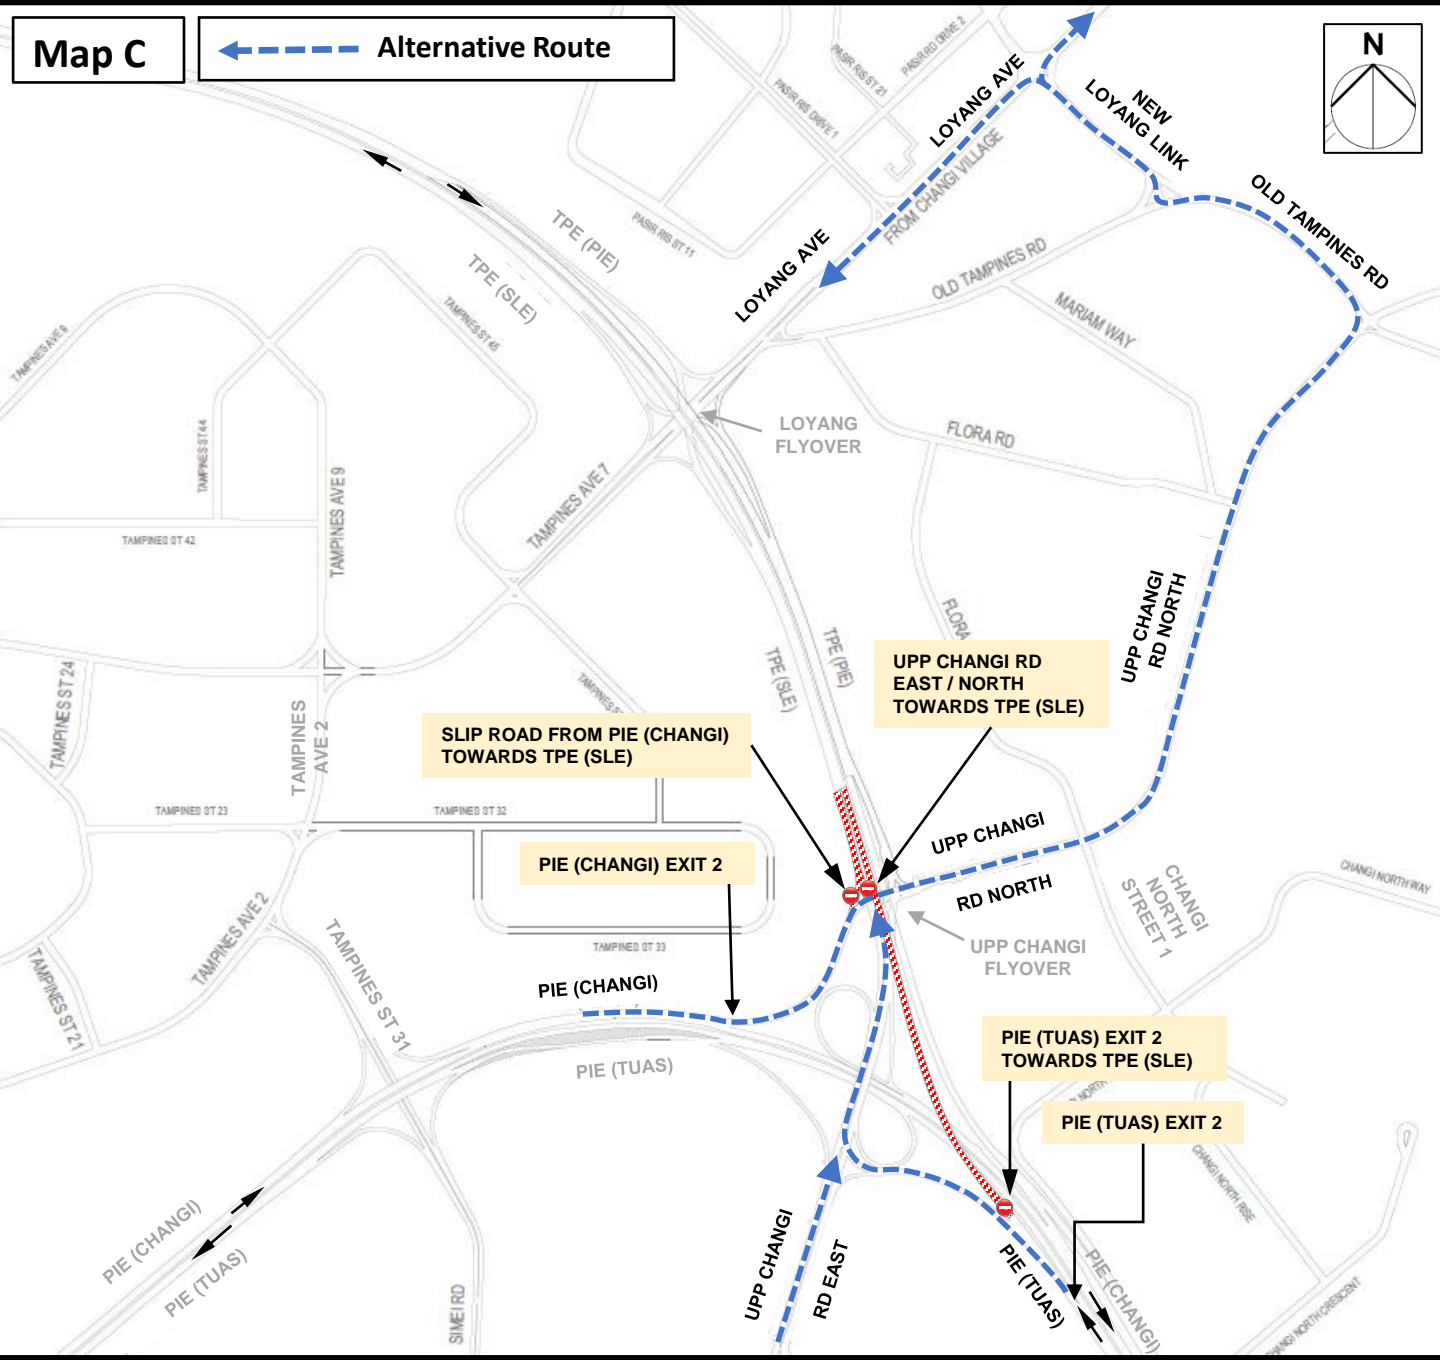 Map C
Alternative Route
N
PASIR RIS DRIVE 2
PASIR RIS ST 21
PASIR RIS DRIVE 1
LOYANG AVE
NEW
LOYANG LINK
FROM CHANGI VILLAGE
OLD TAMPINES RD
PASIR RIS ST 11
TPE (PIE)
TPE (SLE)
LOYANG AVE
OLD TAMPINES RD
MARIAM WAY
TAMPINES AVE 9
TAMPINES ST 45
LOYANG
FLYOVER
FLORA RD
TAMPINES ST 44
TAMPINES AVE 9
TAMPINES AVE 7
TAMPINES ST 42
UPP CHANGI
RD NORTH
FLORA
TPE (PIE)
TPE (SLE)
UPP CHANGI RD
EAST / NORTH
TOWARDS TPE (SLE)
TAMPINES ST 24
TAMPINES
AVE 2
SLIP ROAD FROM PIE (CHANGI)
TOWARDS TPE (SLE)
TAMPINES ST 23
TAMPINES ST 32
UPP CHANGI
RD NORTH
PIE (CHANGI) EXIT 2
CHANGI
NORTH
STREET 1
CHANGI NORTH WAY
TAMPINES AVE 2
TAMPINES ST 31
TAMPINES ST 33
UPP CHANGI
FLYOVER
TAMPINES ST 21
PIE (CHANGI)
PIE (TUAS)
PIE (TUAS) EXIT 2
TOWARDS TPE (SLE)
PIE (TUAS) EXIT 2
CHANGI NORTH RISE
PIE (CHANGI)
PIE (TUAS)
SIMEI RD
UPP CHANGI
RD EAST
PIE (TUAS)
PIE (CHANGI)
CHANGI NORTH CRESCENT